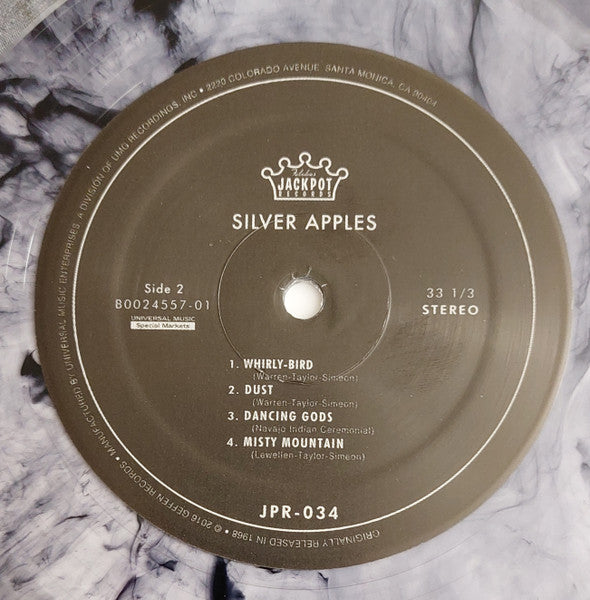 Fabulous
JACKPOT
RECORDS
SILVER APPLES
Side 2
B0024557-01
UNIVERSAL MUSIC
Special Markets
33 1/3
STEREO
1. WHIRLY-BIRD
(Warren-Taylor-Simeon)
2. DUST
(Warren-Taylor-Simeon)
3. DANCING GODS
(Navajo Indian Ceremonial)
4. MISTY MOUNTAIN
(Lewellen-Taylor-Simeon)
JPR-034
ORIGINALLY RELEASED IN 1968 • © 2016 GEFFEN RECORDS • MANUFACTURED BY UNIVERSAL MUSIC ENTERPRISES, A DIVISION OF UMG RECORDINGS, INC • 2220 COLORADO AVENUE, SANTA MONICA, CA 90404